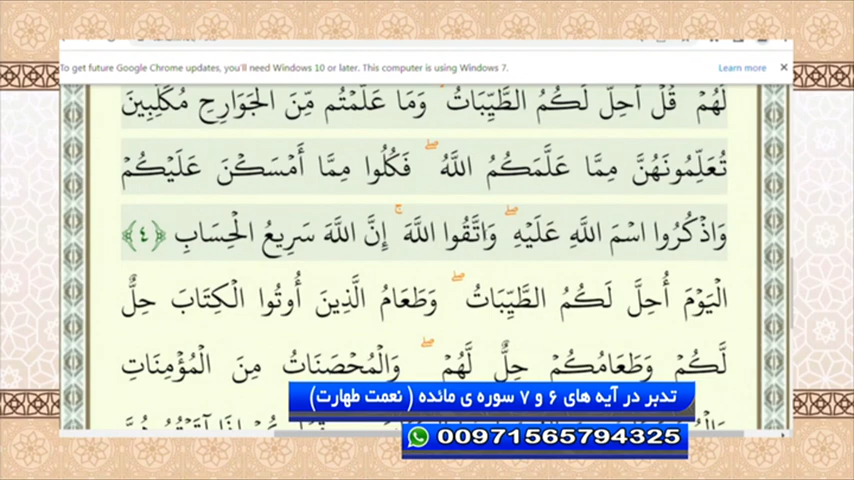 To get future Google Chrome updates, you'll need Windows 10 or later. This computer is using Windows 7.
Learn more
لَهُمْ ۖ قُلْ أُحِلَّ لَكُمُ الطَّيِّبَاتُ ۙ وَمَا عَلَّمْتُم مِّنَ الْجَوَارِحِ مُكَلِّبِينَ
تُعَلِّمُونَهُنَّ مِمَّا عَلَّمَكُمُ اللَّهُ ۖ فَكُلُوا مِمَّا أَمْسَكْنَ عَلَيْكُمْ
وَاذْكُرُوا اسْمَ اللَّهِ عَلَيْهِ ۖ وَاتَّقُوا اللَّهَ ۚ إِنَّ اللَّهَ سَرِيعُ الْحِسَابِ ﴿٤﴾
الْيَوْمَ أُحِلَّ لَكُمُ الطَّيِّبَاتُ ۖ وَطَعَامُ الَّذِينَ أُوتُوا الْكِتَابَ حِلٌّ
لَّكُمْ وَطَعَامُكُمْ حِلٌّ لَّهُمْ ۖ وَالْمُحْصَنَاتُ مِنَ الْمُؤْمِنَاتِ
تدبر در آیه های ۶ و ۷ سوره ی مائده ( نعمت طهارت)
00971565794325